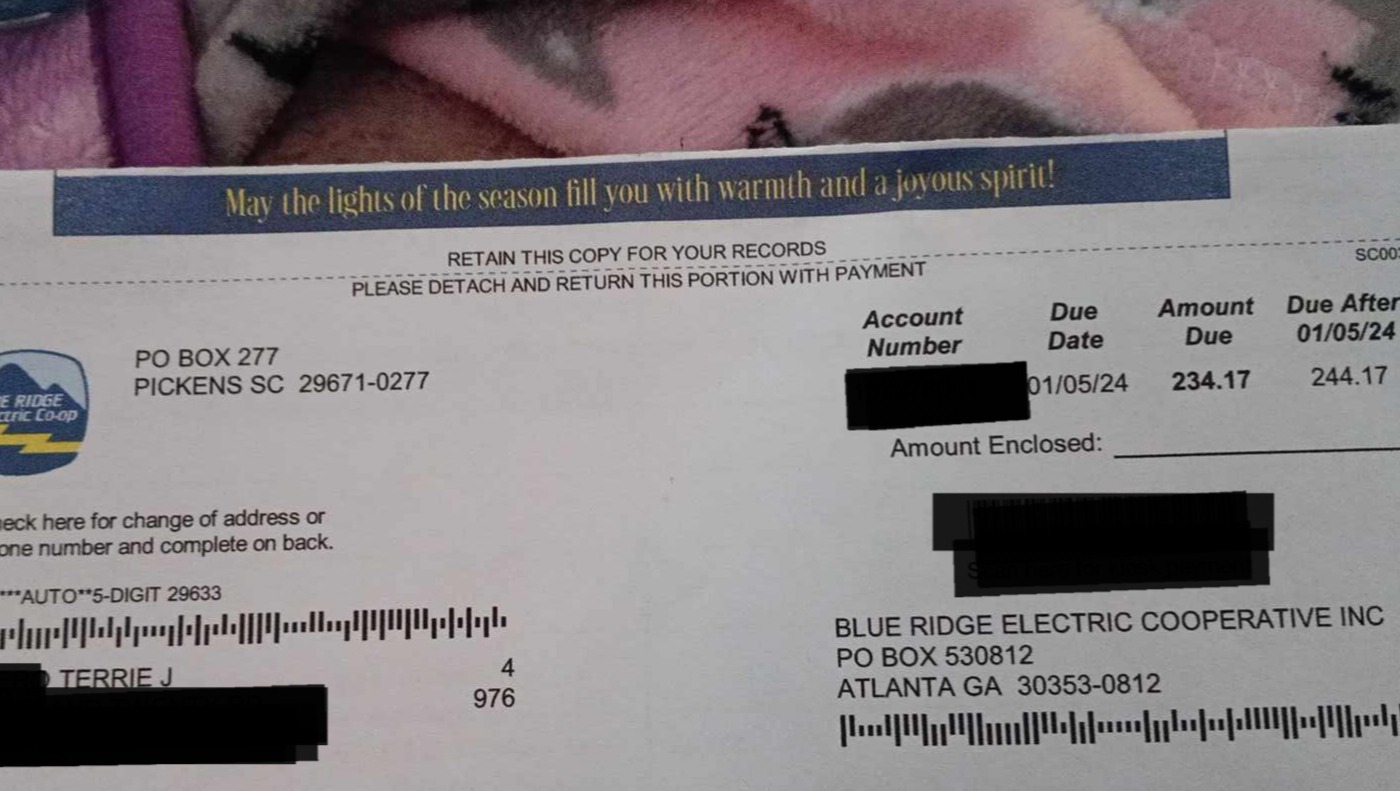 May the lights of the season fill you with warmth and a joyous spirit!
RETAIN THIS COPY FOR YOUR RECORDS
PLEASE DETACH AND RETURN THIS PORTION WITH PAYMENT
PO BOX 277
PICKENS SC 29671-0277
RIDGE
Co-op
Account Number
Due Date
Amount Due
Due After 01/05/24
01/05/24 234.17 244.17
Amount Enclosed:
here for change of address or
number and complete on back.
***AUTO**5-DIGIT 29633
TERRIE J 4
976
BLUE RIDGE ELECTRIC COOPERATIVE INC
PO BOX 530812
ATLANTA GA 30353-0812